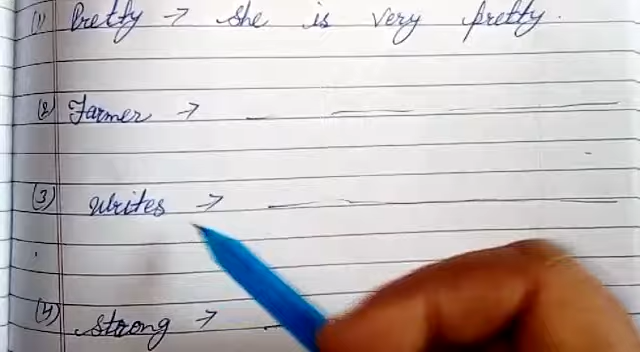 (1) Pretty → She is very pretty.
(2) Farmer →
(3) Writes →
(4) Strong →